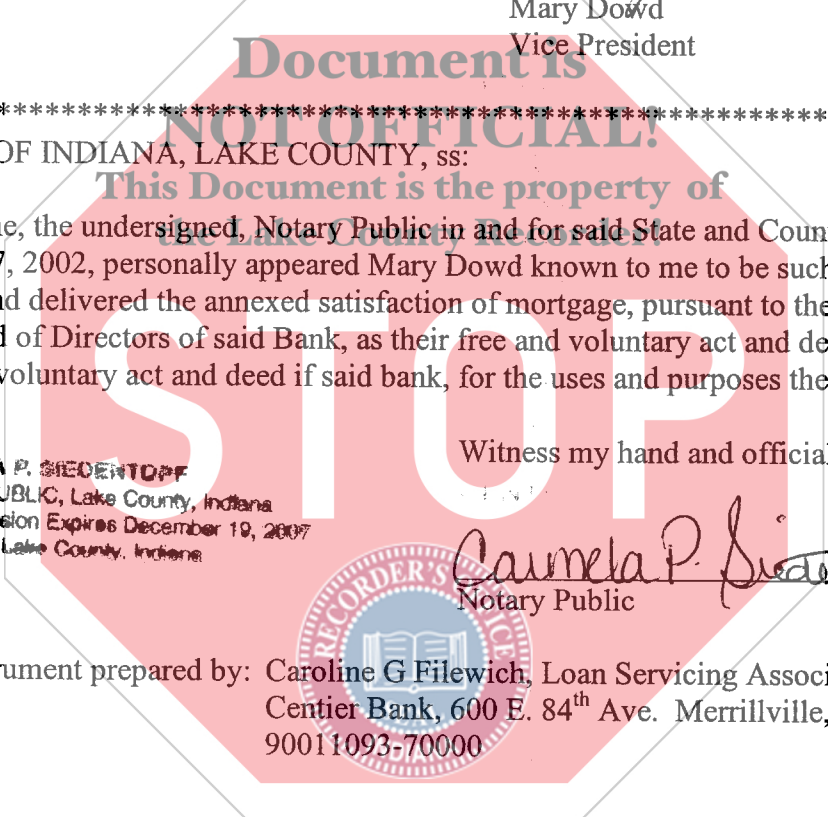 Mary Dowd
Vice President
Document is
************************************************************
NOT OFFICIAL!
OF INDIANA, LAKE COUNTY, ss:
This Document is the property of
the Lake County Recorder!
e, the undersigned, Notary Public in and for said State and Coun
7, 2002, personally appeared Mary Dowd known to me to be such
d delivered the annexed satisfaction of mortgage, pursuant to the
d of Directors of said Bank, as their free and voluntary act and de
voluntary act and deed if said bank, for the uses and purposes the
STOP
Witness my hand and official
P. SIEDENTOPF
UBLIC, Lake County, Indiana
sion Expires December 19, 2007
Lake County, Indiana
Carmela P. Siede
Notary Public
RECORDER'S OFFICE
INDIANA
rument prepared by: Caroline G Filewich, Loan Servicing Associ
Centier Bank, 600 E. 84th Ave. Merrillville,
90011093-70000